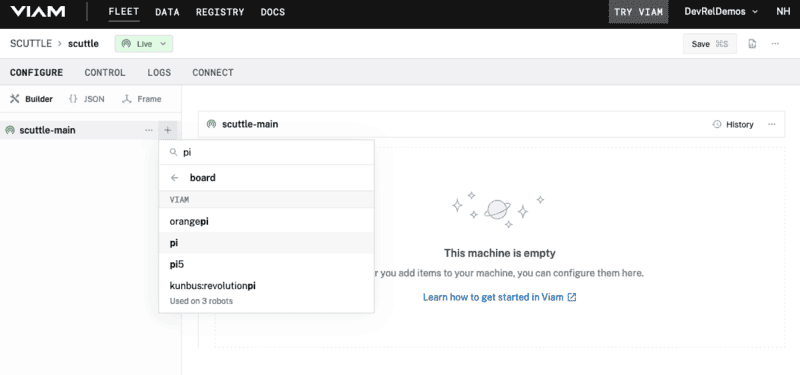 VIAM FLEET DATA REGISTRY DOCS TRY VIAM DevRelDemos NH
SCUTTLE > scuttle Live Save ⌘S
CONFIGURE CONTROL LOGS CONNECT
Builder {} JSON Frame
scuttle-main ... +
scuttle-main History ...
pi
← board
VIAM
orangepi
pi
pi5
kunbus:revolutionpi
Used on 3 robots
This machine is empty
you add items to your machine, you can configure them here.
Learn how to get started in Viam